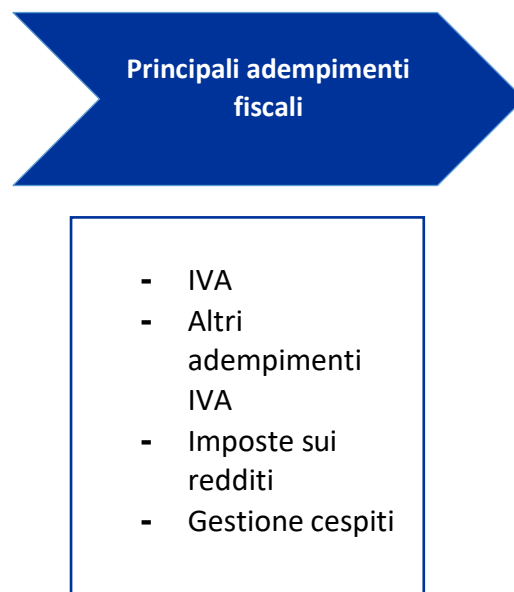 Principali adempimenti
fiscali
- IVA
- Altri
adempimenti
IVA
- Imposte sui
redditi
- Gestione cespiti